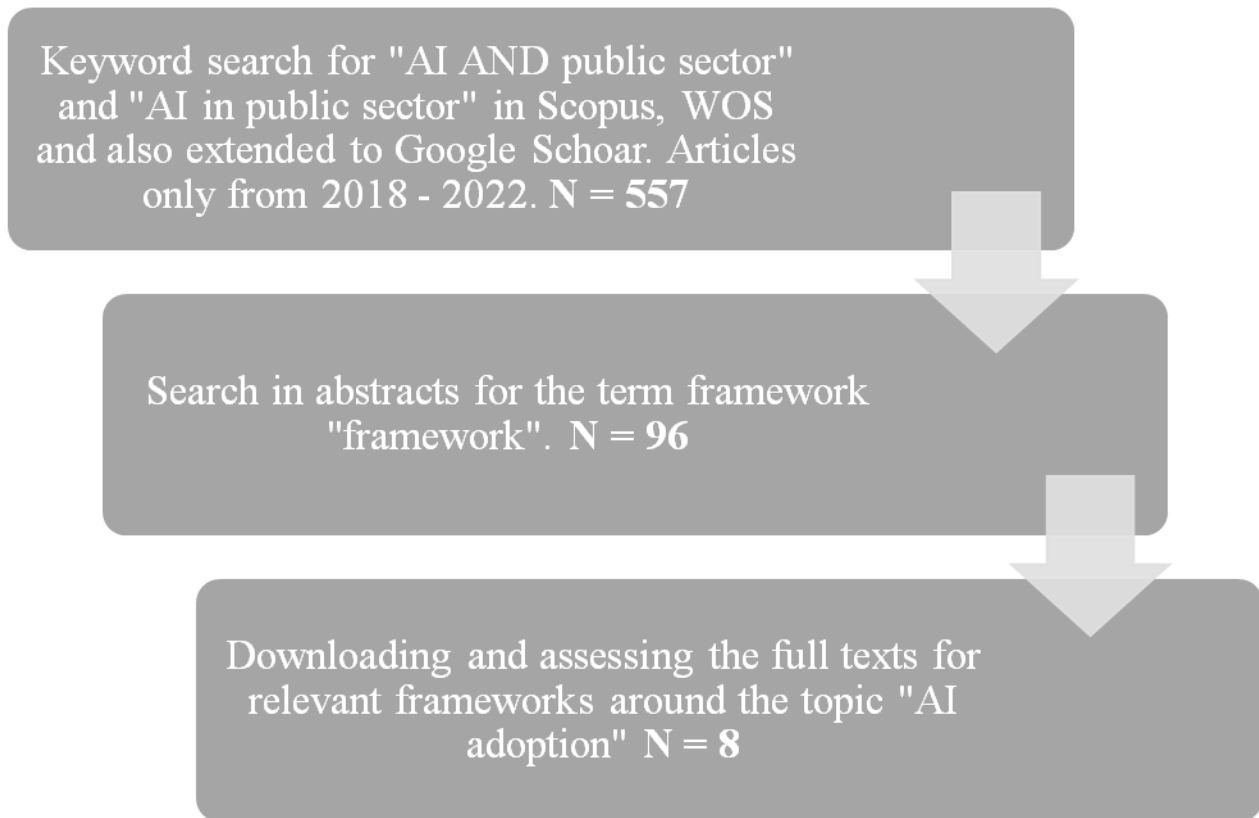 Keyword search for "AI AND public sector"
and "AI in public sector" in Scopus, WOS
and also extended to Google Schoar. Articles
only from 2018 - 2022. N = 557
Search in abstracts for the term framework
"framework". N = 96
Downloading and assessing the full texts for
relevant frameworks around the topic "AI
adoption" N = 8